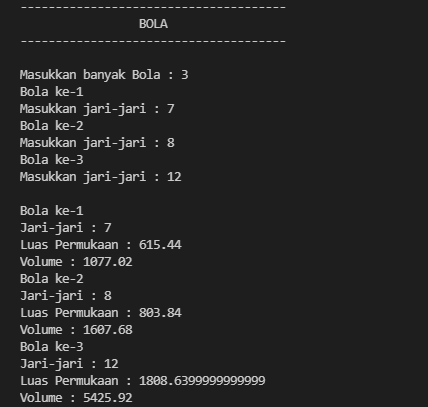 --------------------------------------
BOLA
--------------------------------------
Masukkan banyak Bola : 3
Bola ke-1
Masukkan jari-jari : 7
Bola ke-2
Masukkan jari-jari : 8
Bola ke-3
Masukkan jari-jari : 12
Bola ke-1
Jari-jari : 7
Luas Permukaan : 615.44
Volume : 1077.02
Bola ke-2
Jari-jari : 8
Luas Permukaan : 803.84
Volume : 1607.68
Bola ke-3
Jari-jari : 12
Luas Permukaan : 1808.6399999999999
Volume : 5425.92